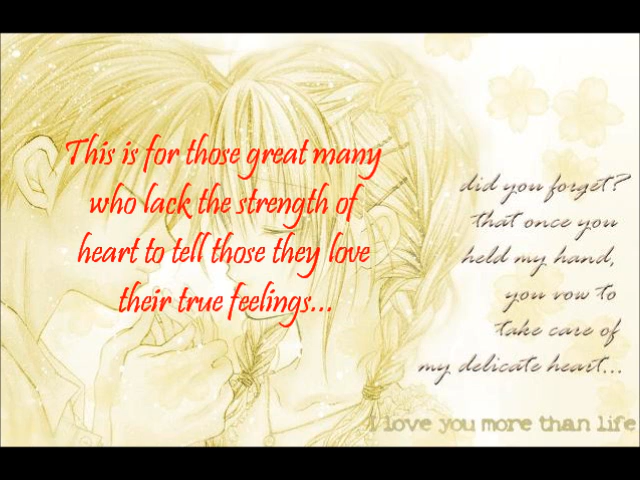 This is for those great many
who lack the strength of
heart to tell those they love
their true feelings...
did you forget?
that once you
held my hand,
you vow to
take care of
my delicate heart...
I love you more than life